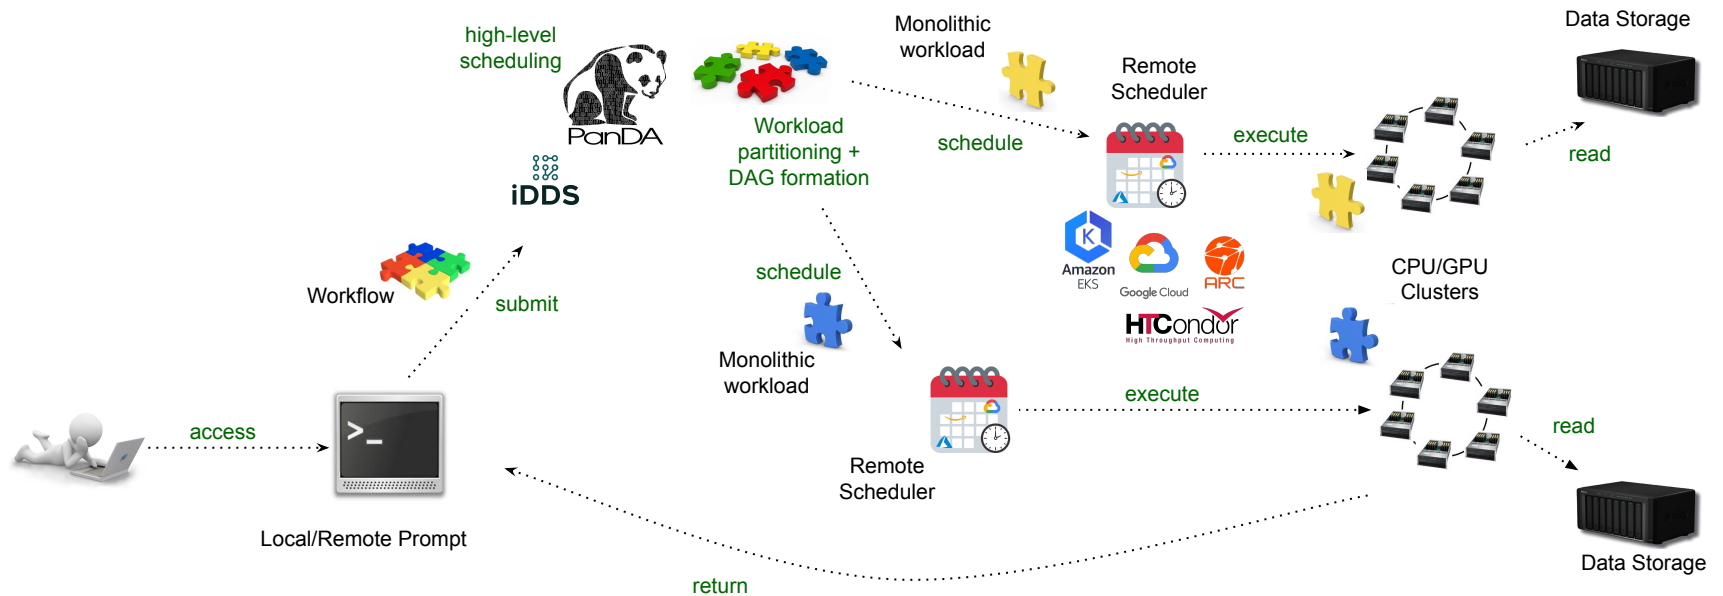 high-level
scheduling
PanDA
iDDS
Workload
partitioning +
DAG formation
Monolithic
workload
schedule
Remote
Scheduler
execute
read
Data Storage
Amazon
EKS
Google Cloud
ARC
HTCondor
High Throughput Computing
CPU/GPU
Clusters
Workflow
submit
schedule
Monolithic
workload
Remote
Scheduler
execute
read
Data Storage
access
>_
Local/Remote Prompt
return